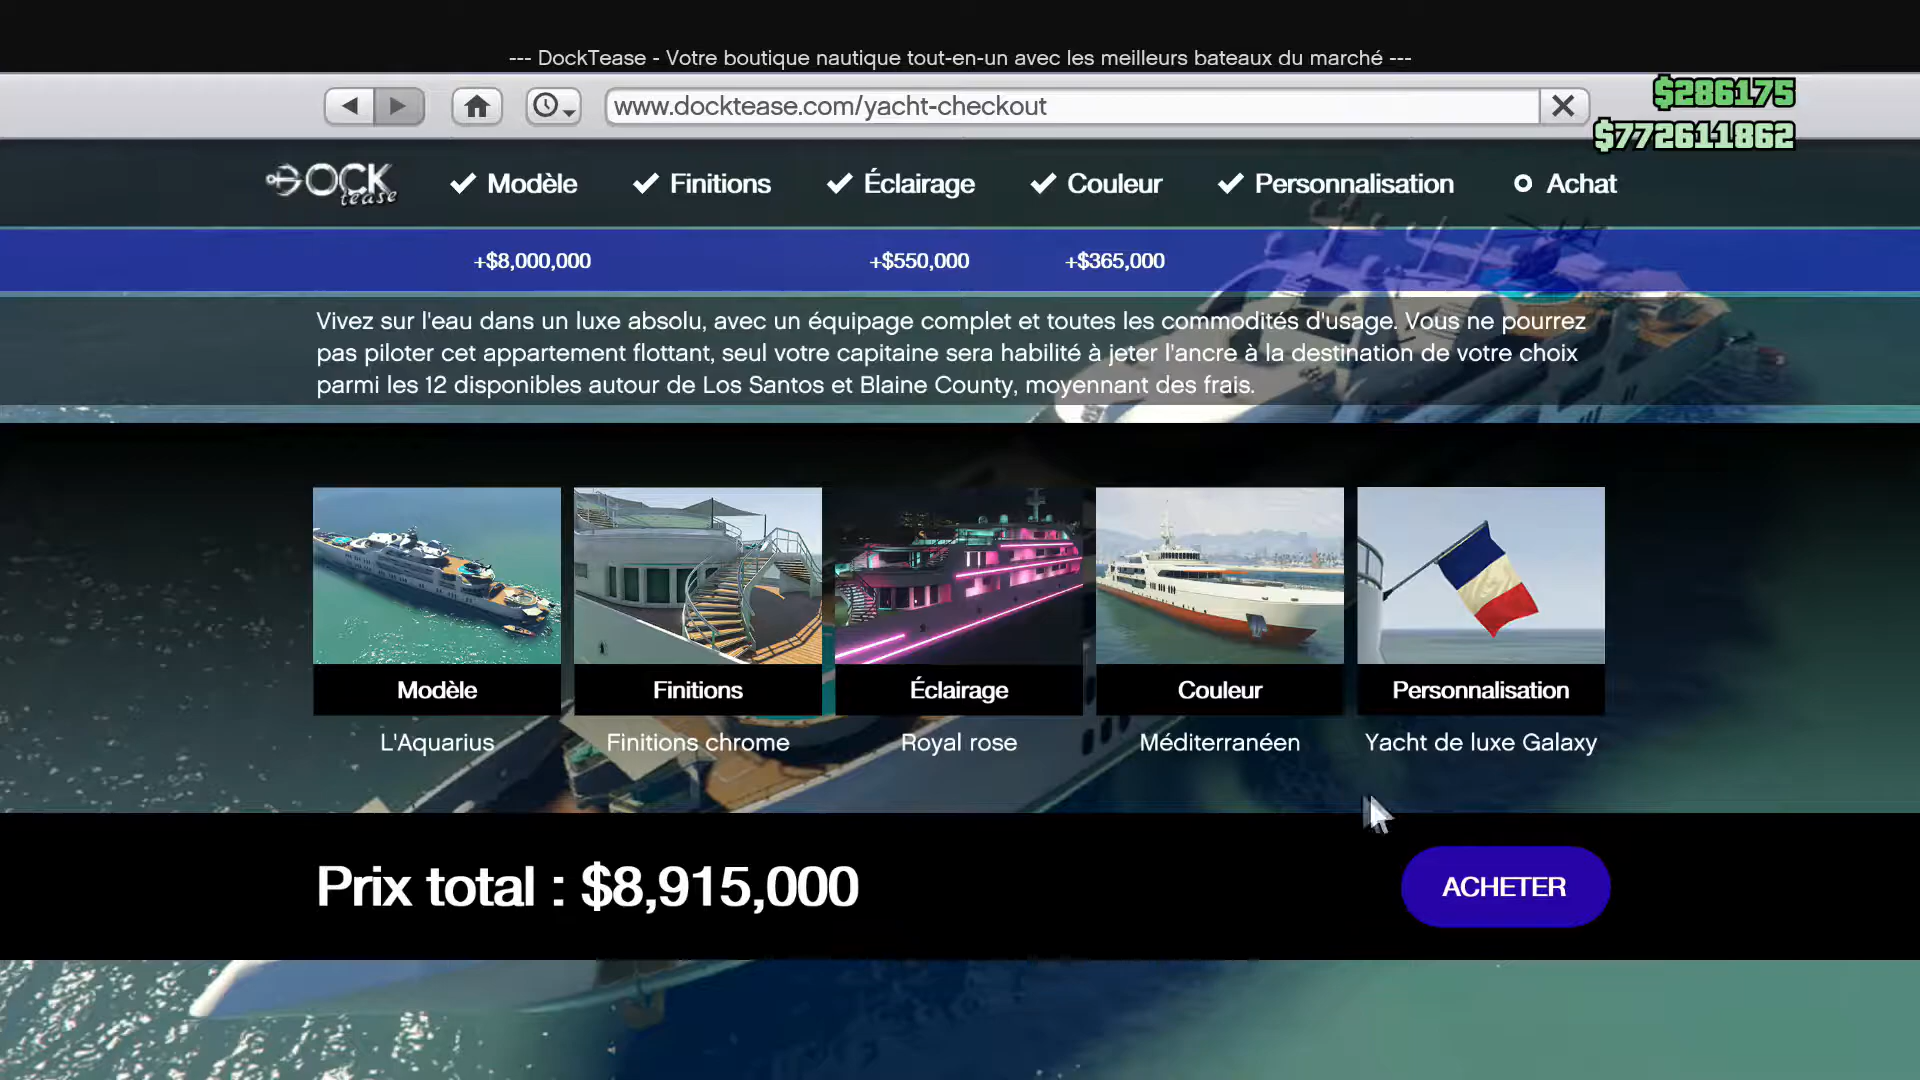 --- DockTease - Votre boutique nautique tout-en-un avec les meilleurs bateaux du marché ---
www.docktease.com/yacht-checkout
$286175
$772611862
DOCK tease
Modèle
Finitions
Éclairage
Couleur
Personnalisation
Achat
+$8,000,000
+$550,000
+$365,000
Vivez sur l'eau dans un luxe absolu, avec un équipage complet et toutes les commodités d'usage. Vous ne pourrez
pas piloter cet appartement flottant, seul votre capitaine sera habilité à jeter l'ancre à la destination de votre choix
parmi les 12 disponibles autour de Los Santos et Blaine County, moyennant des frais.
Modèle
Finitions
Éclairage
Couleur
Personnalisation
L'Aquarius
Finitions chrome
Royal rose
Méditerranéen
Yacht de luxe Galaxy
Prix total : $8,915,000
ACHETER